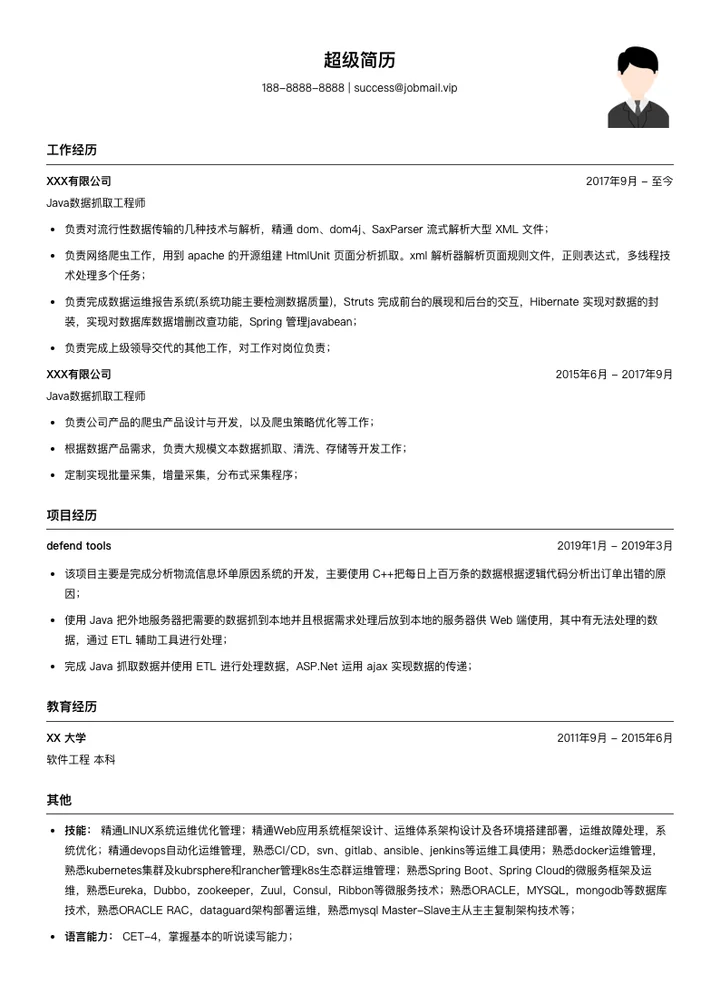 超级简历
188-8888-8888 | success@jobmail.vip
工作经历
XXX有限公司 2017年9月 – 至今
Java数据抓取工程师
• 负责对流行性数据传输的几种技术与解析，精通 dom、dom4j、SaxParser 流式解析大型 XML 文件；
• 负责网络爬虫工作，用到 apache 的开源组建 HtmlUnit 页面分析抓取。xml 解析器解析页面规则文件，正则表达式，多线程技
术处理多个任务；
• 负责完成数据运维报告系统(系统功能主要检测数据质量)，Struts 完成前台的展现和后台的交互，Hibernate 实现对数据的封
装，实现对数据库数据增删改查功能，Spring 管理javabean；
• 负责完成上级领导交代的其他工作，对工作对岗位负责；
XXX有限公司 2015年6月 – 2017年9月
Java数据抓取工程师
• 负责公司产品的爬虫产品设计与开发，以及爬虫策略优化等工作；
• 根据数据产品需求，负责大规模文本数据抓取、清洗、存储等开发工作；
• 定制实现批量采集，增量采集，分布式采集程序；
项目经历
defend tools 2019年1月 – 2019年3月
• 该项目主要是完成分析物流信息坏单原因系统的开发，主要使用 C++把每日上百万条的数据根据逻辑代码分析出订单出错的原
因；
• 使用 Java 把外地服务器把需要的数据抓到本地并且根据需求处理后放到本地的服务器供 Web 端使用，其中有无法处理的数
据，通过 ETL 辅助工具进行处理；
• 完成 Java 抓取数据并使用 ETL 进行处理数据，ASP.Net 运用 ajax 实现数据的传递；
教育经历
XX 大学 2011年9月 – 2015年6月
软件工程 本科
其他
• 技能： 精通LINUX系统运维优化管理；精通Web应用系统框架设计、运维体系架构设计及各环境搭建部署，运维故障处理，系
统优化；精通devops自动化运维管理，熟悉CI/CD，svn、gitlab、ansible、jenkins等运维工具使用；熟悉docker运维管理，
熟悉kubernetes集群及kubrsphere和rancher管理k8s生态群运维管理；熟悉Spring Boot、Spring Cloud的微服务框架及运
维，熟悉Eureka，Dubbo，zookeeper，Zuul，Consul，Ribbon等微服务技术；熟悉ORACLE，MYSQL，mongodb等数据库
技术，熟悉ORACLE RAC，dataguard架构部署运维，熟悉mysql Master-Slave主从主主复制架构技术等；
• 语言能力： CET-4，掌握基本的听说读写能力；